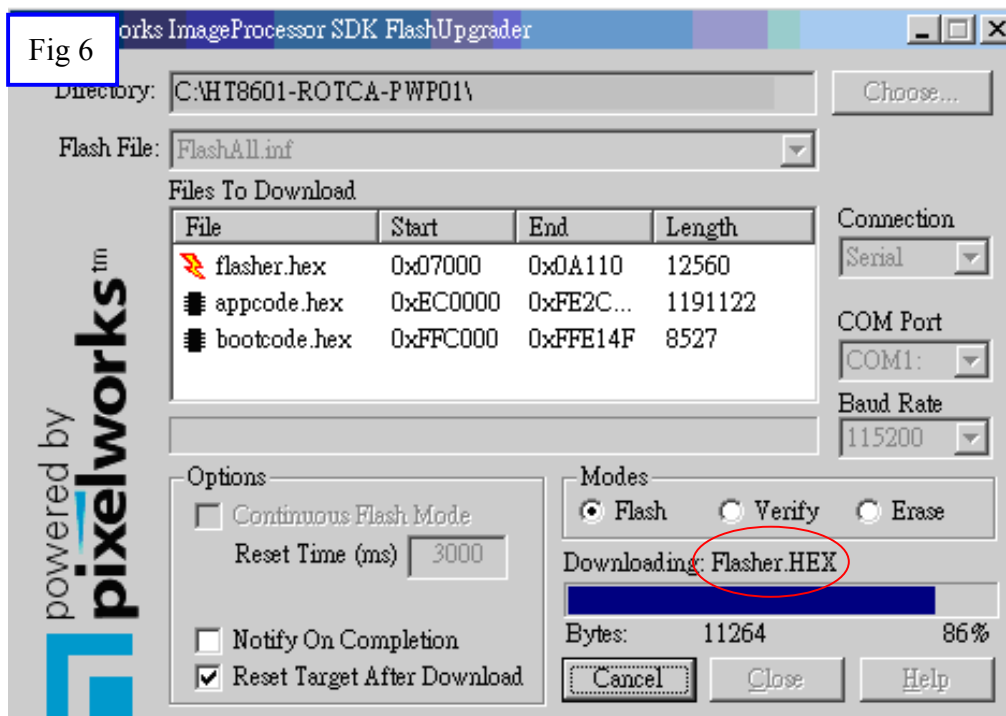 Fig 6
orks ImageProcessor SDK FlashUpgrader
Directory: C:\HT8601-ROTCA-PWP01\ Choose...
Flash File: FlashAll.inf
Files To Download
File Start End Length
flasher.hex 0x07000 0x0A110 12560
appcode.hex 0xEC0000 0xFE2C... 1191122
bootcode.hex 0xFFC000 0xFFE14F 8527
Connection
Serial
COM Port
COM1:
Baud Rate
115200
powered by
pixelworks™
Options
Continuous Flash Mode
Reset Time (ms) 3000
Notify On Completion
Reset Target After Download
Modes
Flash Verify Erase
Downloading: Flasher.HEX
Bytes: 11264 86%
Cancel Close Help